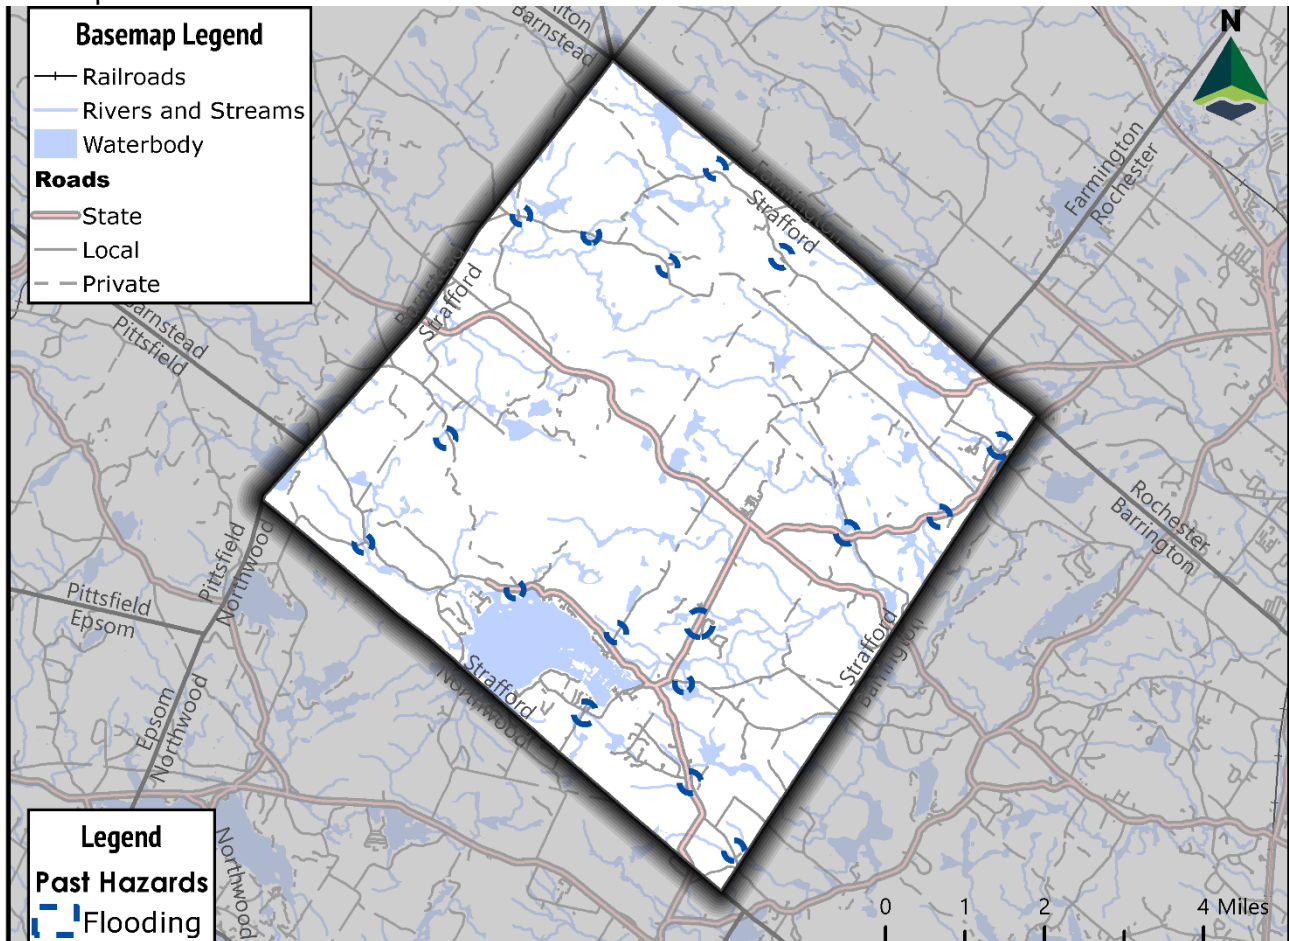 Basemap Legend
Railroads
Rivers and Streams
Waterbody
Roads
State
Local
Private
Alton
Barnstead
N
Farmington
Rochester
Farmington
Strafford
Barnstead
Strafford
Barnstead
Pittsfield
Rochester
Barrington
Pittsfield
Northwood
Pittsfield
Epsom
Epsom
Northwood
Strafford
Northwood
Strafford
Barrington
Northwood
Northwood
Legend
Past Hazards
Flooding
0 1 2 4 Miles